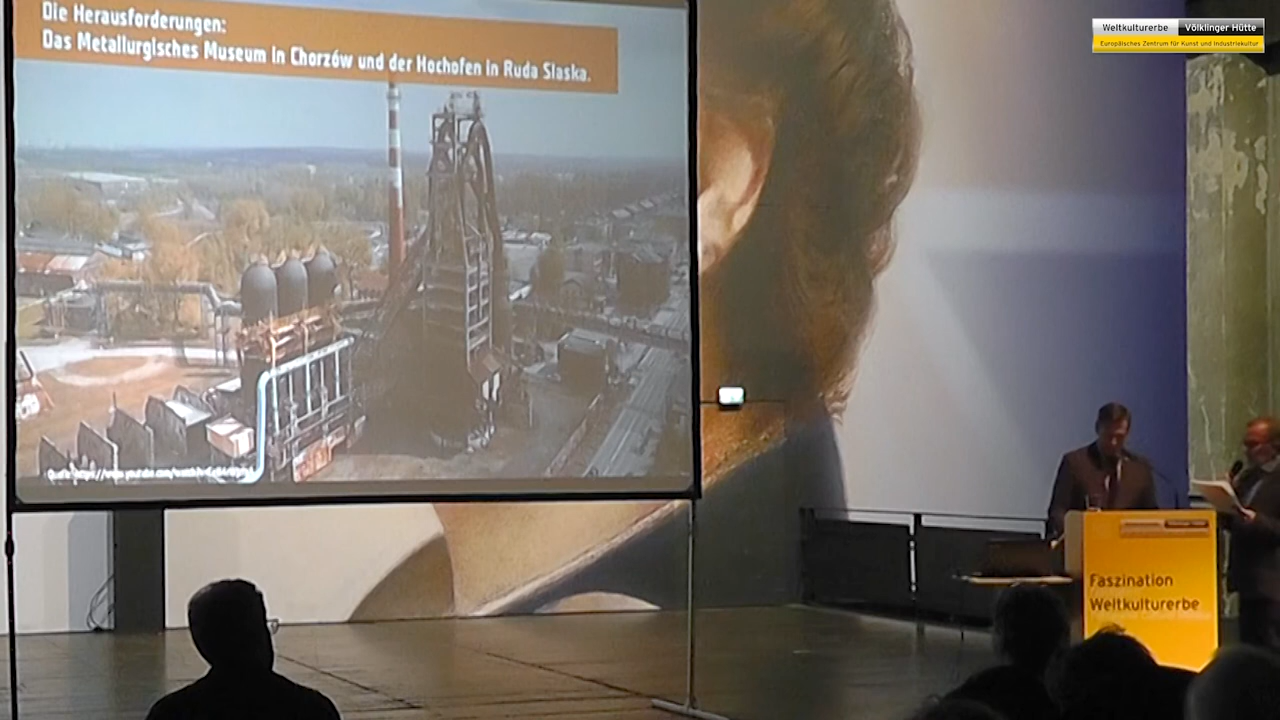 Die Herausforderungen:
Das Metallurgisches Museum in Chorzów und der Hochofen in Ruda Slaska.
Weltkulturerbe Völklinger Hütte
Europäisches Zentrum für Kunst und Industriekultur
Faszination
Weltkulturerbe